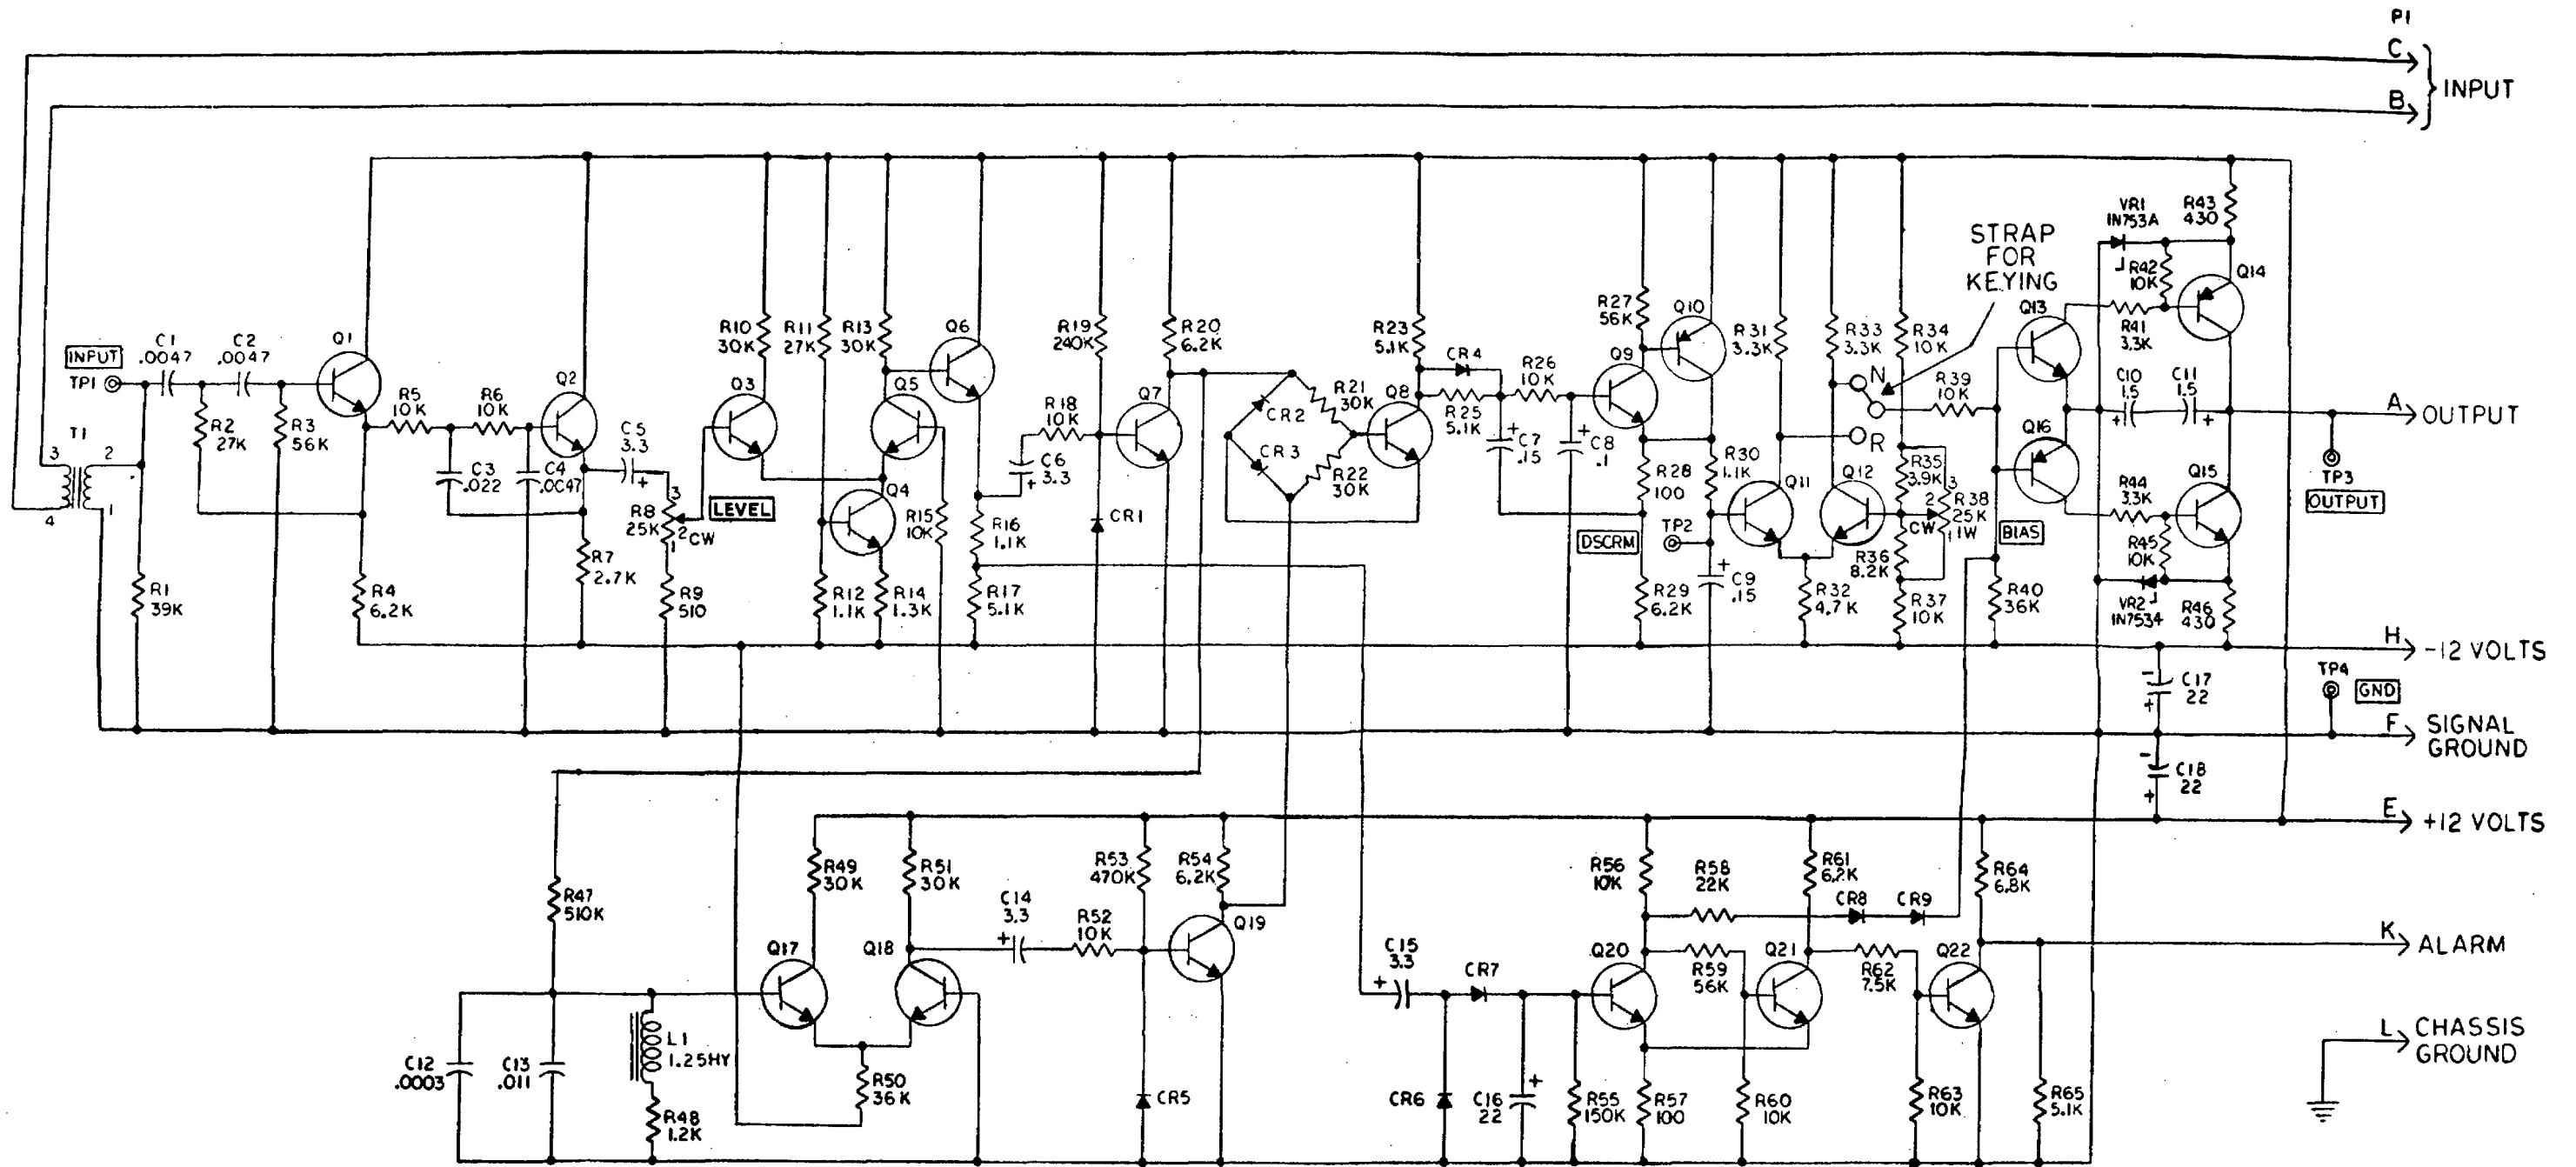 P1
C
INPUT
B
VR1
1N753A
R43
430
STRAP
FOR
KEYING
R42
10K
Q14
INPUT
TP1
C1
.0047
C2
.0047
Q1
R10
30K
R11
27K
R13
30K
Q6
R19
240K
R20
6.2K
R23
5.1K
R27
56K
Q10
R31
3.3K
R33
3.3K
R34
10K
Q13
R41
3.3K
R2
27K
R3
56K
R5
10K
R6
10K
Q2
Q3
Q5
R18
10K
Q7
CR2
R21
30K
Q8
CR4
R26
10K
Q9
N
R39
10K
C10
1.5
C11
1.5
A
OUTPUT
T1
3
2
4
1
C3
.022
C4
.0047
C5
3.3
+
R8
25K
3
2
1
CW
LEVEL
Q4
R15
10K
C6
3.3
+
R16
1.1K
CR1
CR3
R22
30K
R25
5.1K
+
C7
.15
+
C8
.1
R28
100
R30
1.1K
Q11
R
Q12
R35
3.9K
3
2
R38
25K
1W
1
CW
Q16
+
+
R44
3.3K
Q15
TP3
OUTPUT
DSCRM
TP2
BIAS
R36
8.2K
R45
10K
R1
39K
R4
6.2K
R7
2.7K
R9
510
R12
1.1K
R14
1.3K
R17
5.1K
R29
6.2K
+
C9
.15
R32
4.7K
R37
10K
R40
36K
VR2
1N7534
R46
430
H
-12 VOLTS
TP4
GND
-
C17
22
+
F
SIGNAL
GROUND
-
C18
22
+
E
+12 VOLTS
R47
510K
R49
30K
R51
30K
C14
3.3
+
R52
10K
R53
470K
R54
6.2K
Q19
R56
10K
R58
22K
R61
6.2K
CR8
CR9
R64
6.8K
Q17
Q18
C15
3.3
+
CR7
Q20
R59
56K
Q21
R62
7.5K
Q22
K
ALARM
C12
.0003
C13
.011
L1
1.25HY
R48
1.2K
R50
36K
CR5
CR6
C16
22
+
R55
150K
R57
100
R60
10K
R63
10K
R65
5.1K
L
CHASSIS
GROUND